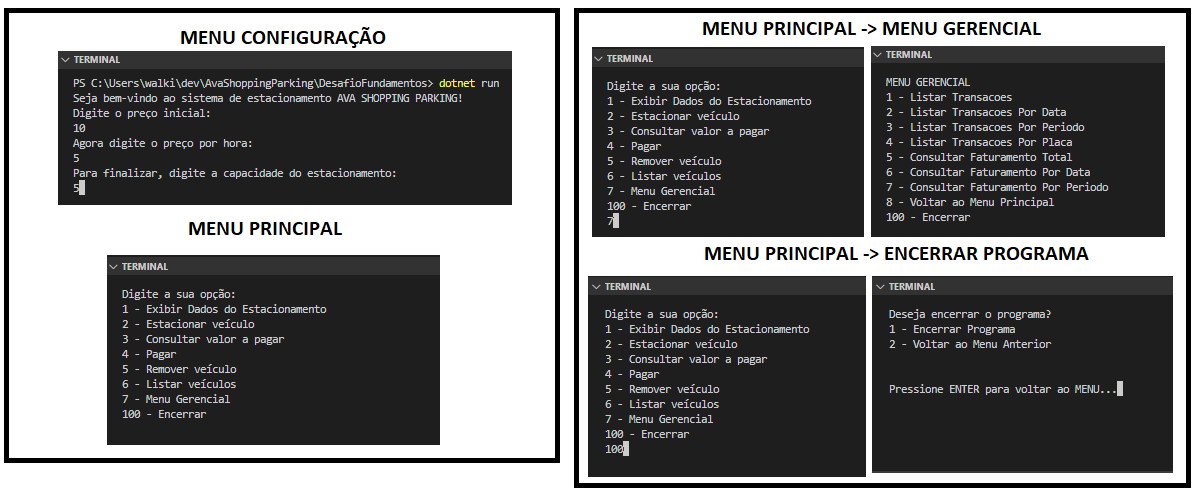 MENU CONFIGURAÇÃO
TERMINAL
PS C:\Users\walki\dev\AvaShoppingParking\DesafioFundamentos> dotnet run
Seja bem-vindo ao sistema de estacionamento AVA SHOPPING PARKING!
Digite o preço inicial:
10
Agora digite o preço por hora:
5
Para finalizar, digite a capacidade do estacionamento:
5
MENU PRINCIPAL
TERMINAL
Digite a sua opção:
1 - Exibir Dados do Estacionamento
2 - Estacionar veículo
3 - Consultar valor a pagar
4 - Pagar
5 - Remover veículo
6 - Listar veículos
7 - Menu Gerencial
100 - Encerrar
MENU PRINCIPAL -> MENU GERENCIAL
TERMINAL
Digite a sua opção:
1 - Exibir Dados do Estacionamento
2 - Estacionar veículo
3 - Consultar valor a pagar
4 - Pagar
5 - Remover veículo
6 - Listar veículos
7 - Menu Gerencial
100 - Encerrar
7
TERMINAL
MENU GERENCIAL
1 - Listar Transacoes
2 - Listar Transacoes Por Data
3 - Listar Transacoes Por Periodo
4 - Listar Transacoes Por Placa
5 - Consultar Faturamento Total
6 - Consultar Faturamento Por Data
7 - Consultar Faturamento Por Periodo
8 - Voltar ao Menu Principal
100 - Encerrar
MENU PRINCIPAL -> ENCERRAR PROGRAMA
TERMINAL
Digite a sua opção:
1 - Exibir Dados do Estacionamento
2 - Estacionar veículo
3 - Consultar valor a pagar
4 - Pagar
5 - Remover veículo
6 - Listar veículos
7 - Menu Gerencial
100 - Encerrar
100
TERMINAL
Deseja encerrar o programa?
1 - Encerrar Programa
2 - Voltar ao Menu Anterior
Pressione ENTER para voltar ao MENU...